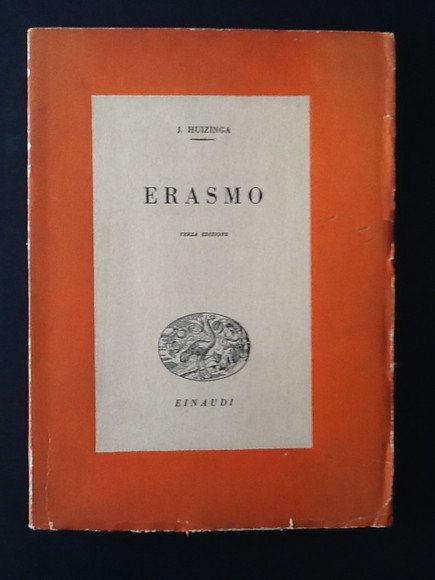 J. HUIZINGA
ERASMO
TERZA EDIZIONE
EINAUDI